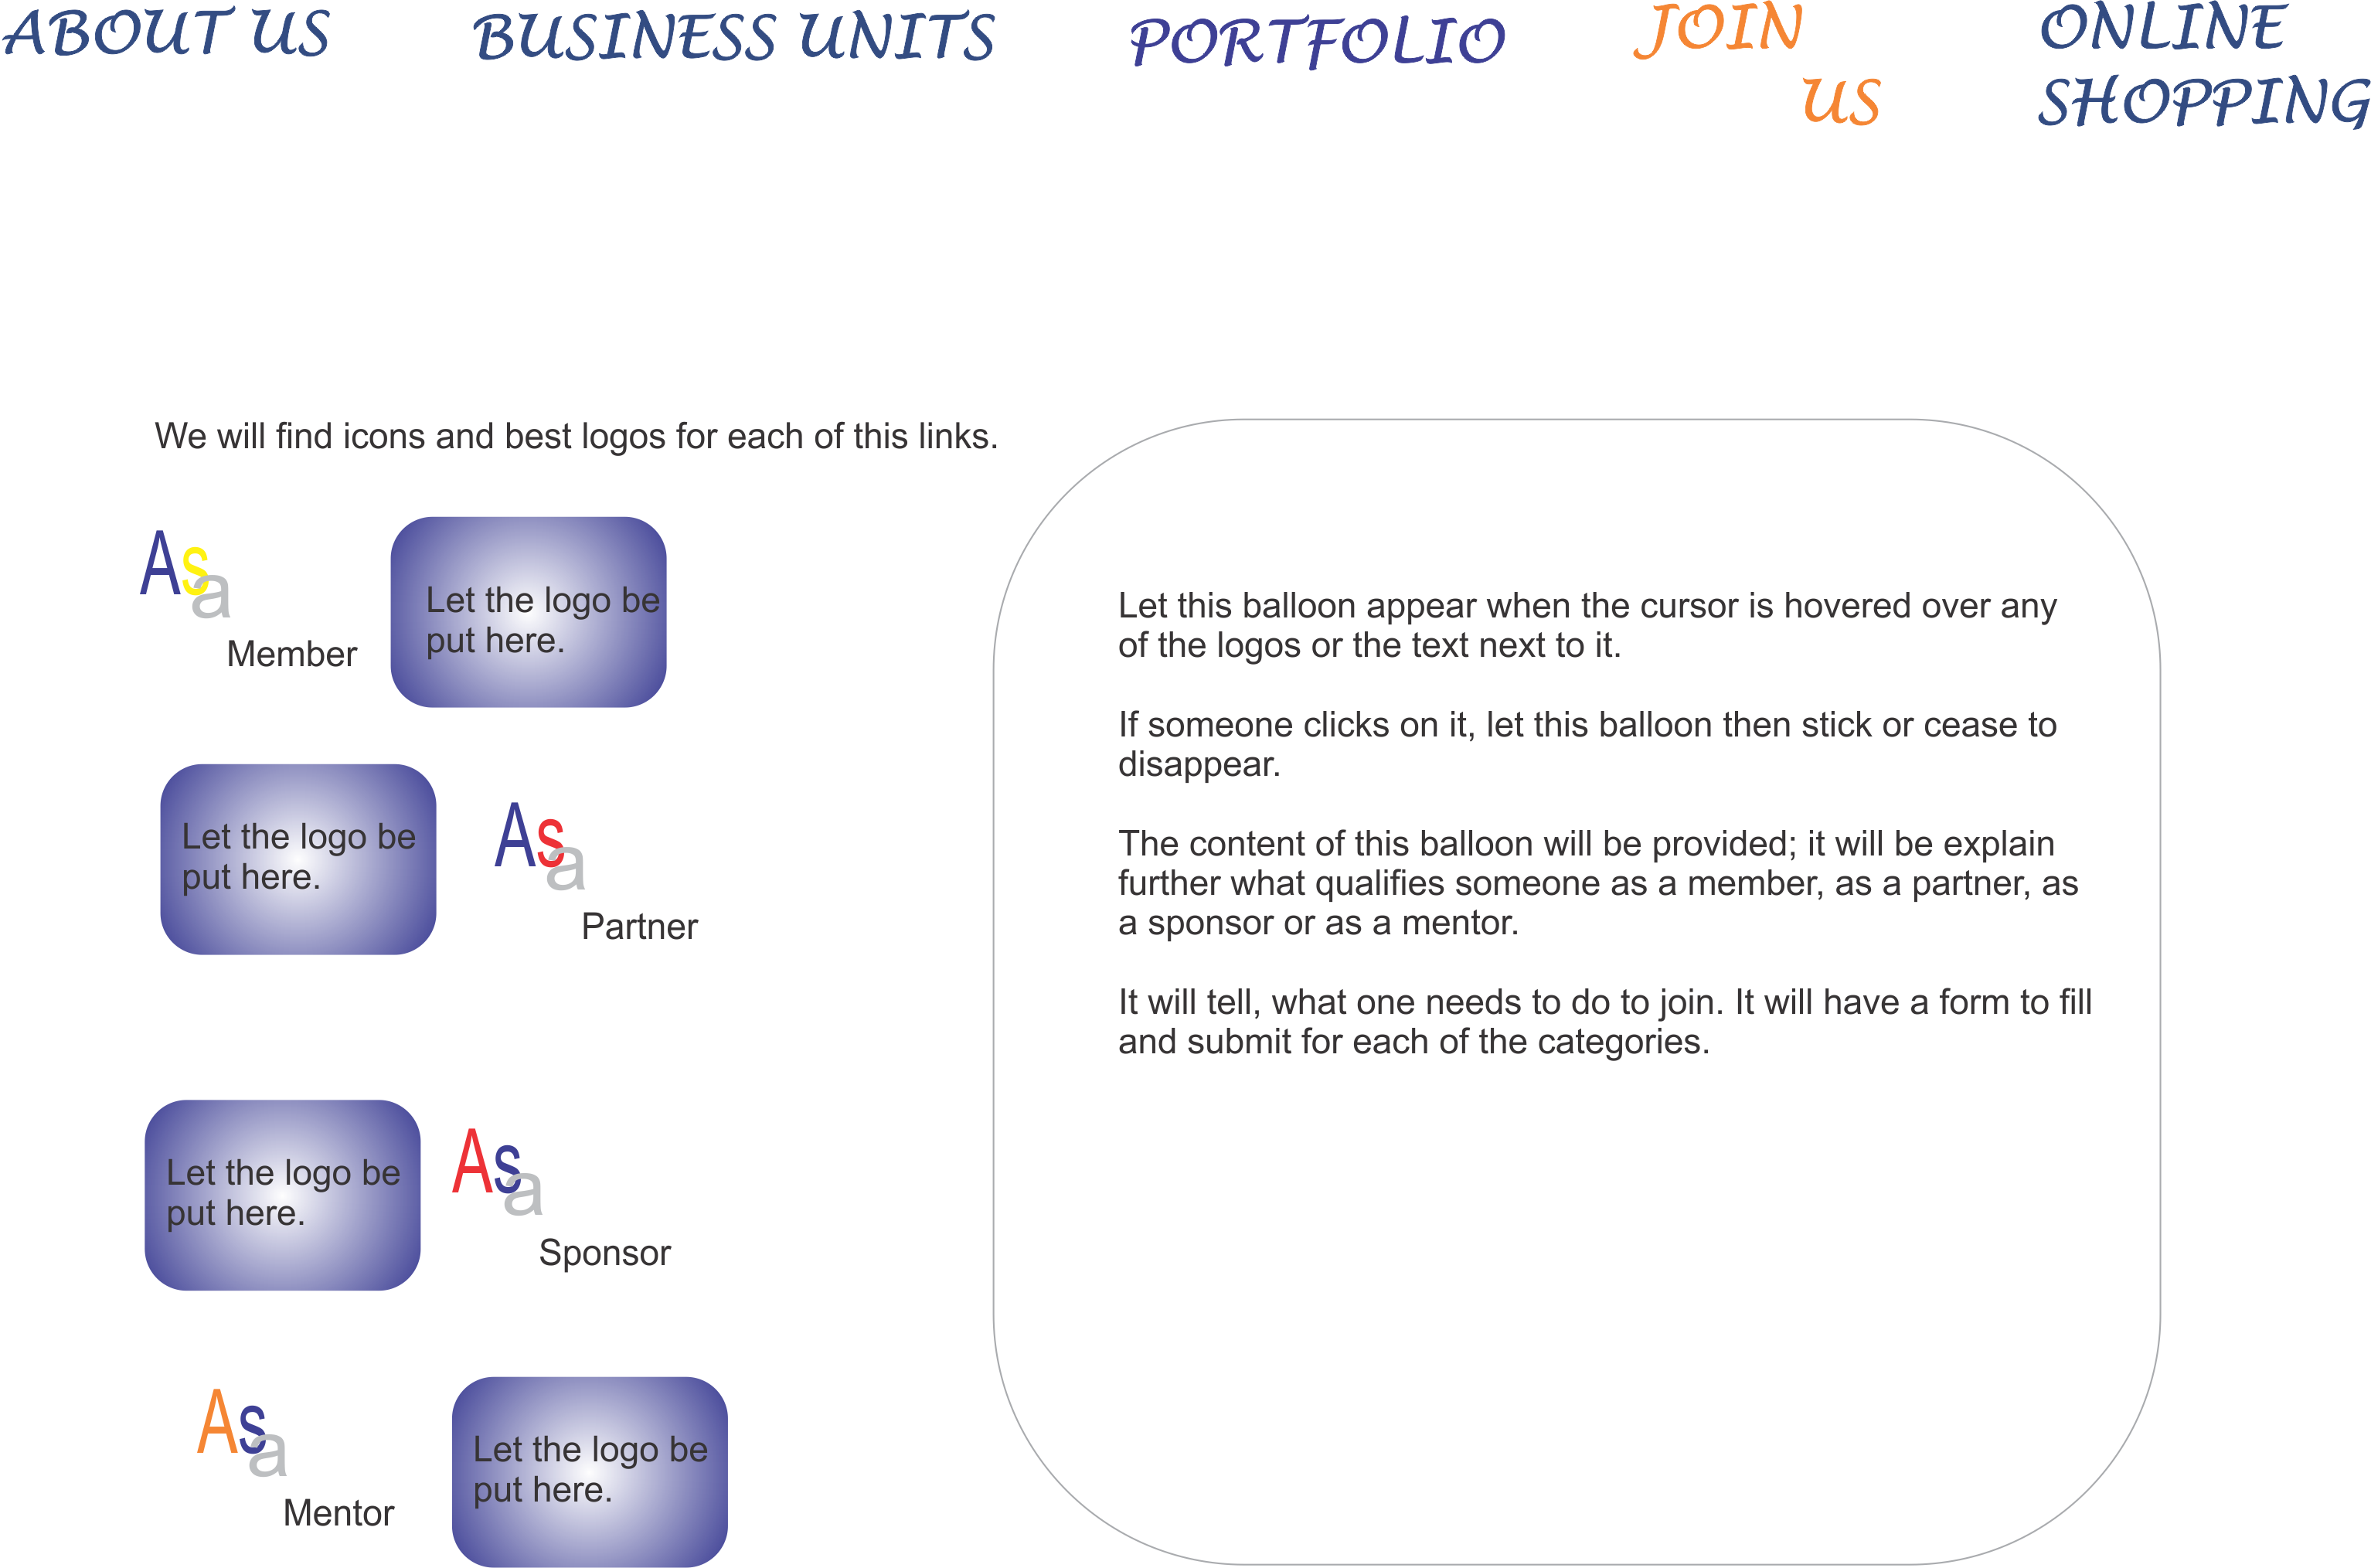 ABOUT US
BUSINESS UNITS
PORTFOLIO
JOIN
US
ONLINE
SHOPPING
We will find icons and best logos for each of this links.
As a
Member
Let the logo be
put here.
Let the logo be
put here.
As a
Partner
Let the logo be
put here.
As a
Sponsor
As a
Mentor
Let the logo be
put here.
Let this balloon appear when the cursor is hovered over any
of the logos or the text next to it.
If someone clicks on it, let this balloon then stick or cease to
disappear.
The content of this balloon will be provided; it will be explain
further what qualifies someone as a member, as a partner, as
a sponsor or as a mentor.
It will tell, what one needs to do to join. It will have a form to fill
and submit for each of the categories.